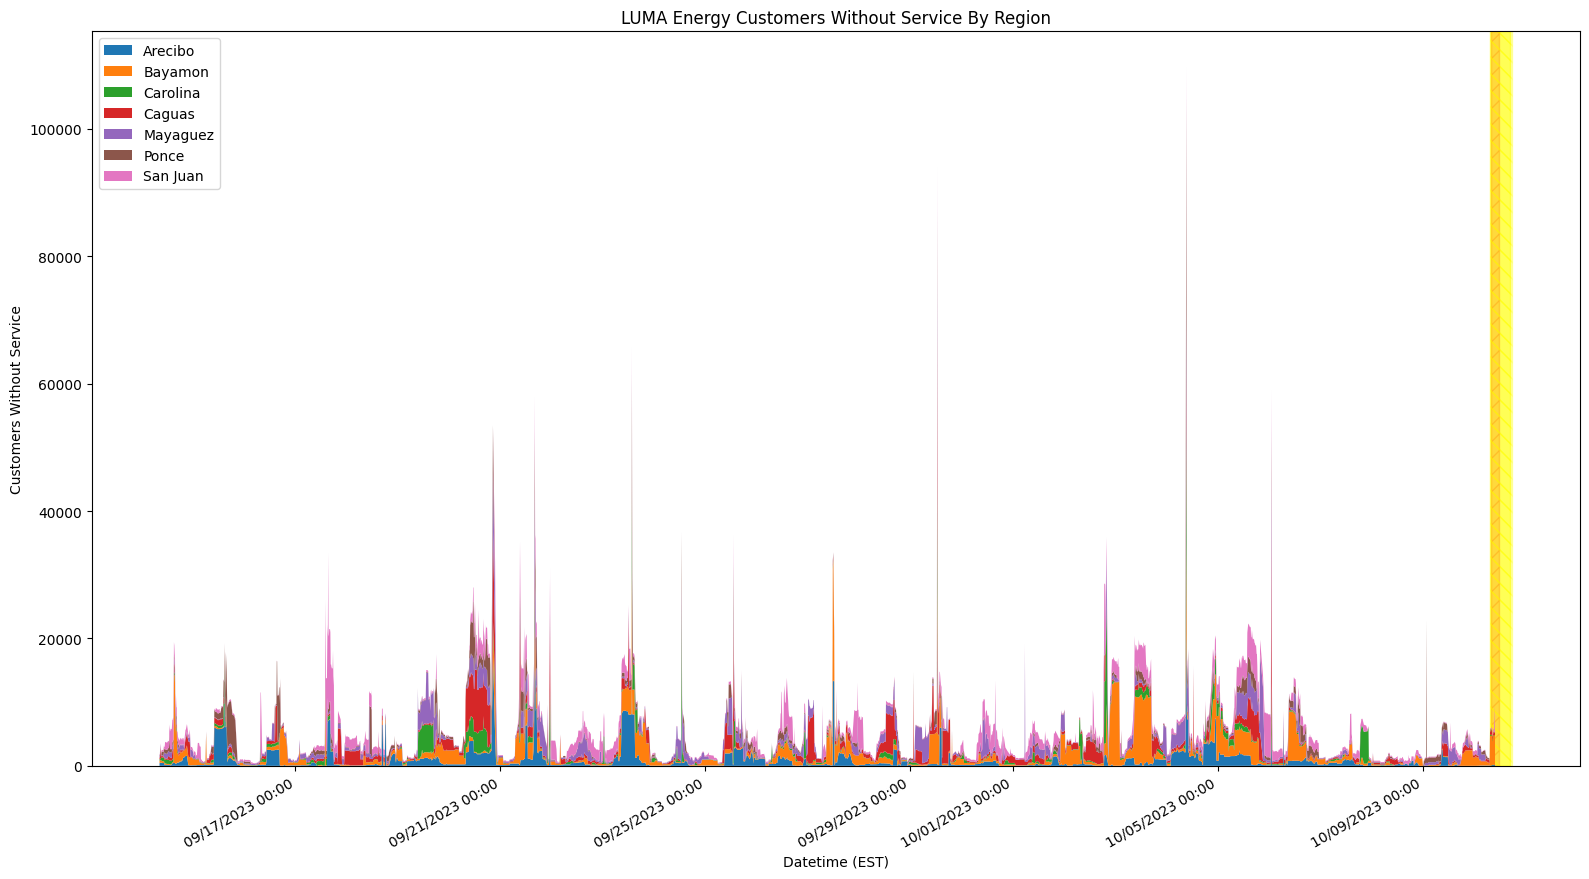 LUMA Energy Customers Without Service By Region
Arecibo
Bayamon
Carolina
Caguas
Mayaguez
Ponce
San Juan
100000
80000
60000
40000
20000
0
Customers Without Service
09/17/2023 00:00
09/21/2023 00:00
09/25/2023 00:00
09/29/2023 00:00
10/01/2023 00:00
10/05/2023 00:00
10/09/2023 00:00
Datetime (EST)